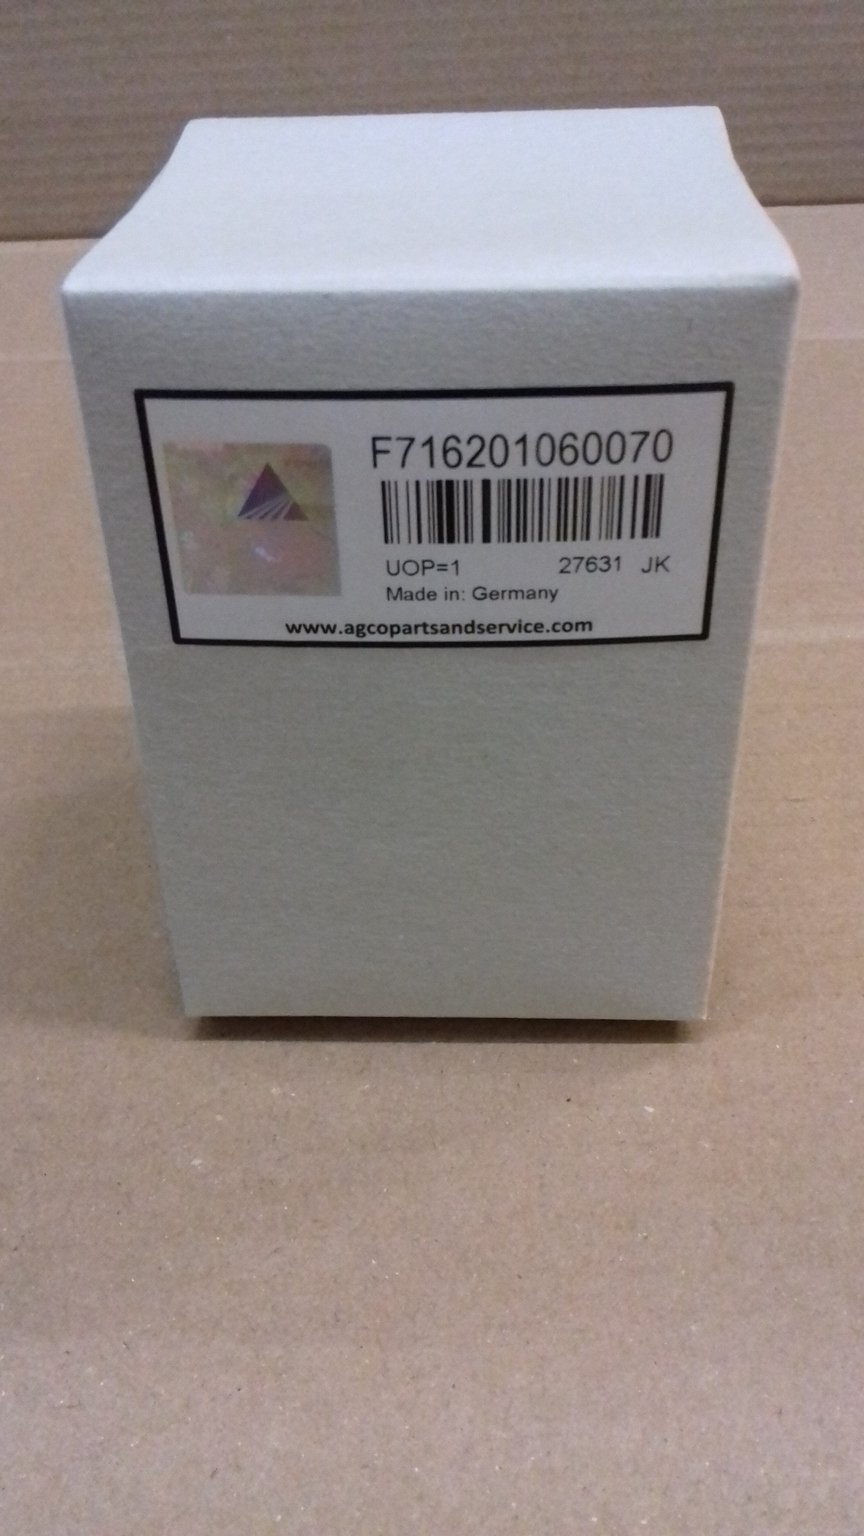 F716201060070
UOP=1 27631 JK
Made in: Germany
www.agcopartsandservice.com